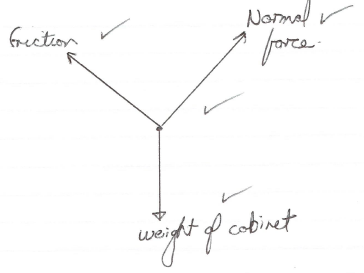 Friction
Normal
force.
weight of cabinet